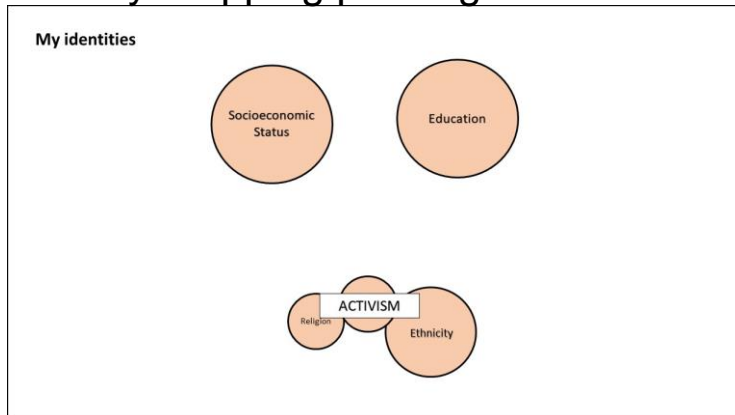 My identities
Socioeconomic
Status
Education
ACTIVISM
Religion
Ethnicity